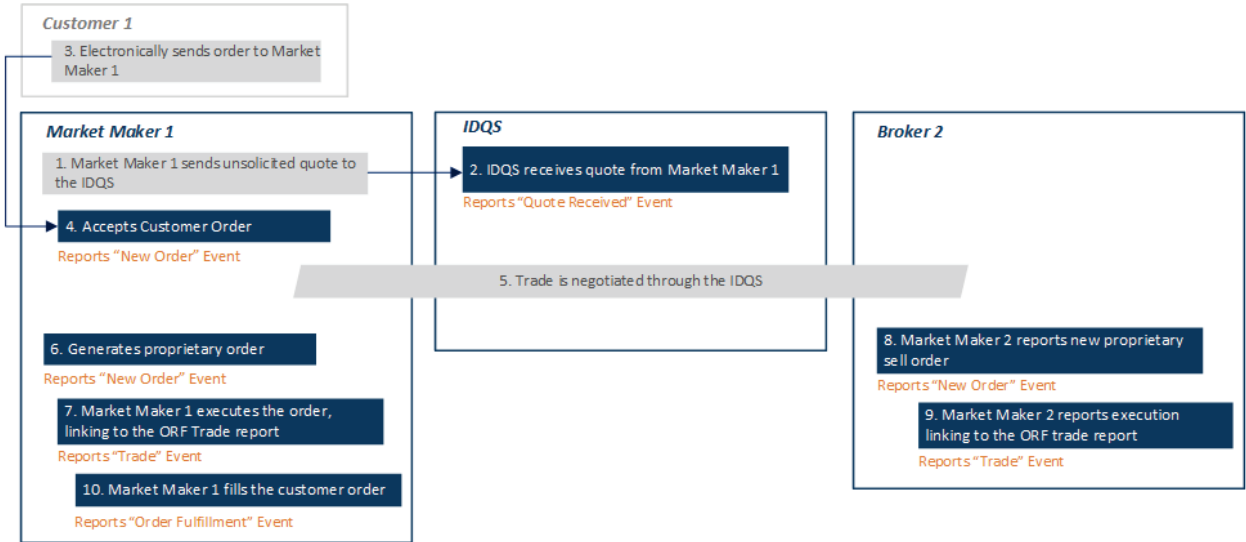 Customer 1
3. Electronically sends order to Market
Maker 1
Market Maker 1
1. Market Maker 1 sends unsolicited quote to
the IDQS
4. Accepts Customer Order
Reports "New Order" Event
IDQS
2. IDQS receives quote from Market Maker 1
Reports "Quote Received" Event
Broker 2
5. Trade is negotiated through the IDQS
6. Generates proprietary order
Reports "New Order" Event
7. Market Maker 1 executes the order,
linking to the ORF Trade report
Reports "Trade" Event
10. Market Maker 1 fills the customer order
Reports "Order Fulfillment" Event
8. Market Maker 2 reports new proprietary
sell order
Reports "New Order" Event
9. Market Maker 2 reports execution
linking to the ORF trade report
Reports "Trade" Event